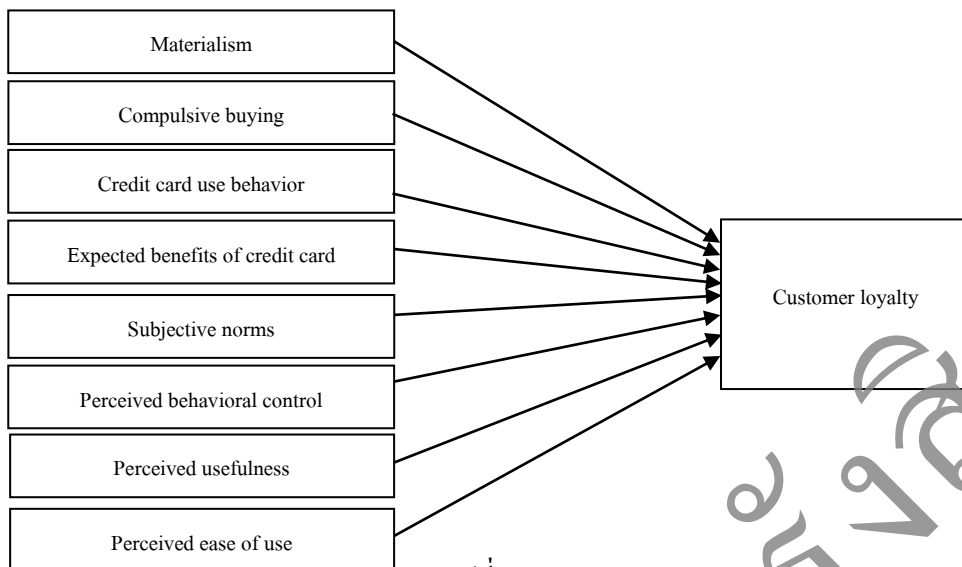 Materialism
Compulsive buying
Credit card use behavior
Expected benefits of credit card
Subjective norms
Perceived behavioral control
Perceived usefulness
Perceived ease of use
Customer loyalty